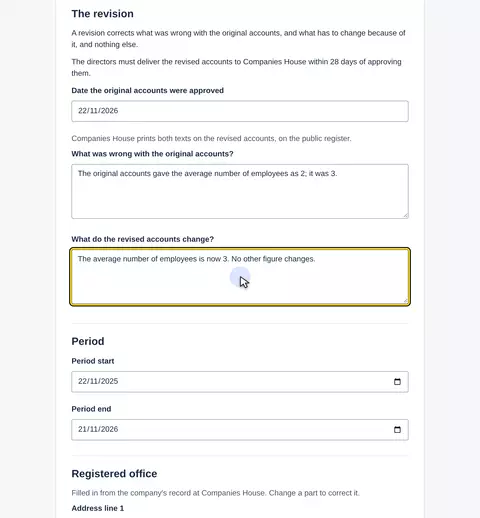 The revision
A revision corrects what was wrong with the original accounts, and what has to change because of
it, and nothing else.
The directors must deliver the revised accounts to Companies House within 28 days of approving
them.
Date the original accounts were approved
22/11/2026
Companies House prints both texts on the revised accounts, on the public register.
What was wrong with the original accounts?
The original accounts gave the average number of employees as 2; it was 3.
What do the revised accounts change?
The average number of employees is now 3. No other figure changes.
Period
Period start
22/11/2025
Period end
21/11/2026
Registered office
Filled in from the company's record at Companies House. Change a part to correct it.
Address line 1